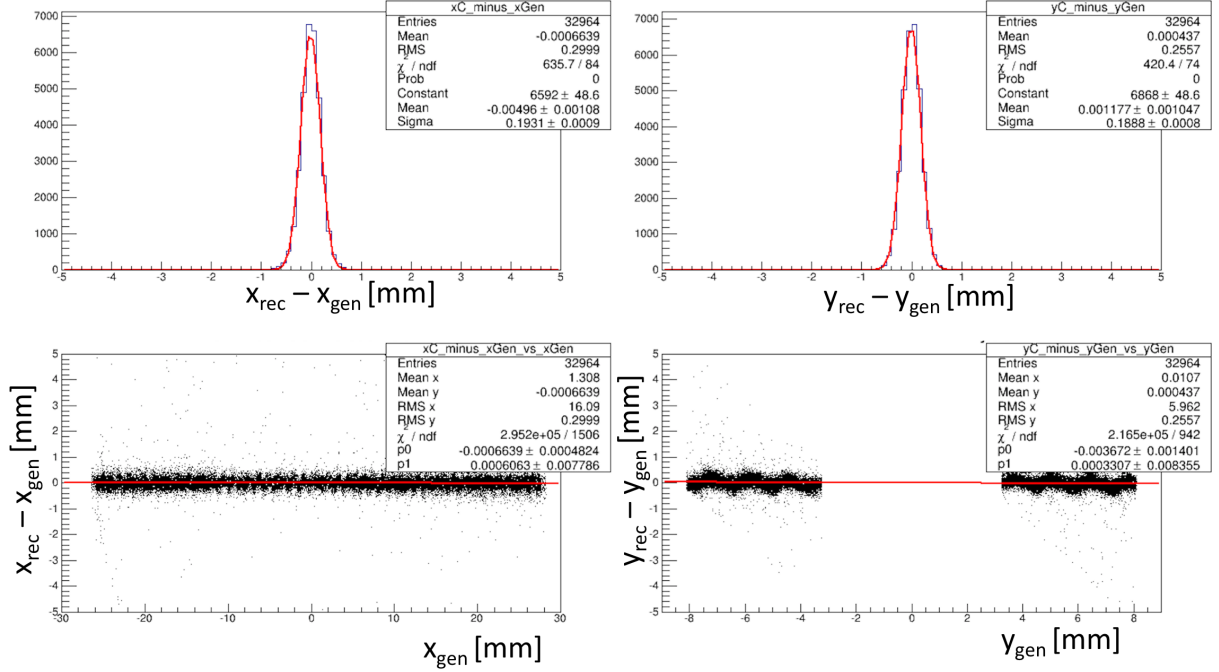 xC_minus_xGen
Entries 32964
Mean -0.0006639
RMS 0.2999
χ² / ndf 635.7 / 84
Prob 0
Constant 6592 ± 48.6
Mean -0.00496 ± 0.00108
Sigma 0.1931 ± 0.0009
7000
6000
5000
4000
3000
2000
1000
0
-5 -4 -3 -2 -1 0 1 2 3 4 5
x_rec – x_gen [mm]
yC_minus_yGen
Entries 32964
Mean 0.000437
RMS 0.2557
χ² / ndf 420.4 / 74
Prob 0
Constant 6868 ± 48.6
Mean 0.001177 ± 0.001047
Sigma 0.1888 ± 0.0008
7000
6000
5000
4000
3000
2000
1000
0
-5 -4 -3 -2 -1 0 1 2 3 4 5
y_rec – y_gen [mm]
xC_minus_xGen_vs_xGen
Entries 32964
Mean x 1.308
Mean y -0.0006639
RMS x 16.09
RMS y 0.2999
χ² / ndf 2.952e+05 / 1506
p0 -0.0006639 ± 0.0004824
p1 0.0006063 ± 0.007786
x_rec – x_gen [mm]
5
4
3
2
1
0
-1
-2
-3
-4
-5
-30 -20 -10 0 10 20 30
x_gen [mm]
yC_minus_yGen_vs_yGen
Entries 32964
Mean x 0.0107
Mean y 0.000437
RMS x 5.962
RMS y 0.2557
χ² / ndf 2.165e+05 / 942
p0 -0.003672 ± 0.001401
p1 0.0003307 ± 0.008355
y_rec – y_gen [mm]
5
4
3
2
1
0
-1
-2
-3
-4
-5
-8 -6 -4 -2 0 2 4 6 8
y_gen [mm]